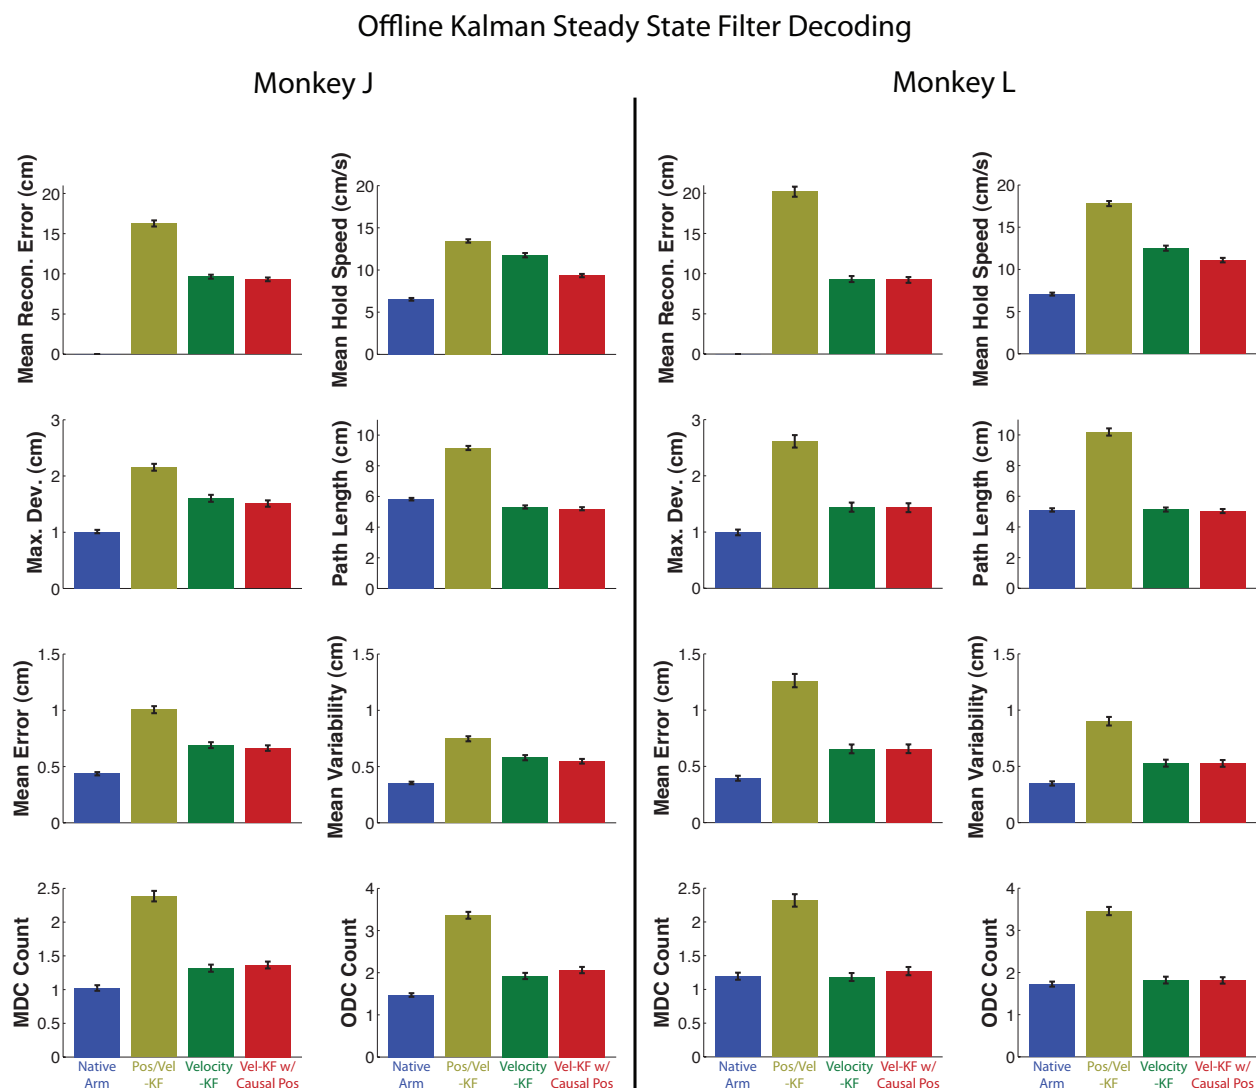 Offline Kalman Steady State Filter Decoding
Monkey J
Monkey L
Mean Recon. Error (cm)
20
15
10
5
0
Mean Hold Speed (cm/s)
20
15
10
5
0
Mean Recon. Error (cm)
20
15
10
5
0
Mean Hold Speed (cm/s)
20
15
10
5
0
Max. Dev. (cm)
3
2
1
0
Path Length (cm)
10
8
6
4
2
0
Max. Dev. (cm)
3
2
1
0
Path Length (cm)
10
8
6
4
2
0
Mean Error (cm)
1.5
1
0.5
0
Mean Variability (cm)
1.5
1
0.5
0
Mean Error (cm)
1.5
1
0.5
0
Mean Variability (cm)
1.5
1
0.5
0
MDC Count
2.5
2
1.5
1
0.5
0
Native Arm
Pos/Vel -KF
Velocity -KF
Vel-KF w/ Causal Pos
ODC Count
4
3
2
1
0
Native Arm
Pos/Vel -KF
Velocity -KF
Vel-KF w/ Causal Pos
MDC Count
2.5
2
1.5
1
0.5
0
Native Arm
Pos/Vel -KF
Velocity -KF
Vel-KF w/ Causal Pos
ODC Count
4
3
2
1
0
Native Arm
Pos/Vel -KF
Velocity -KF
Vel-KF w/ Causal Pos